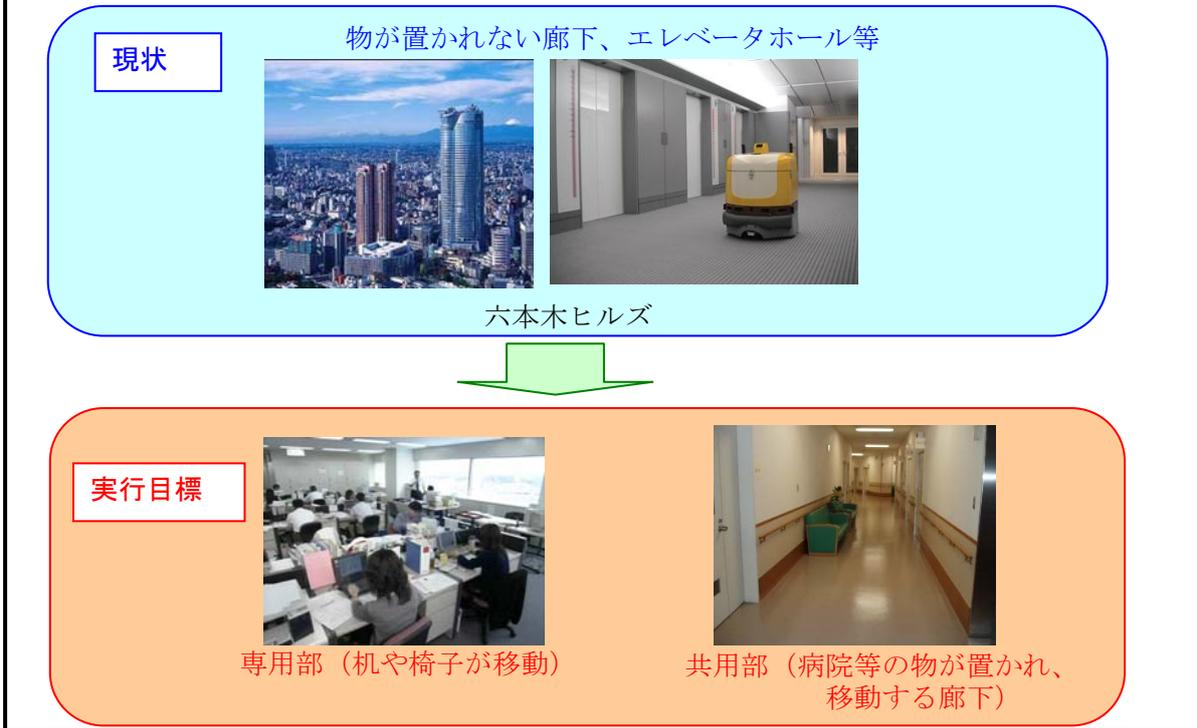 現状
物が置かれない廊下、エレベータホール等
六本木ヒルズ
実行目標
専用部（机や椅子が移動）
共用部（病院等の物が置かれ、
移動する廊下）